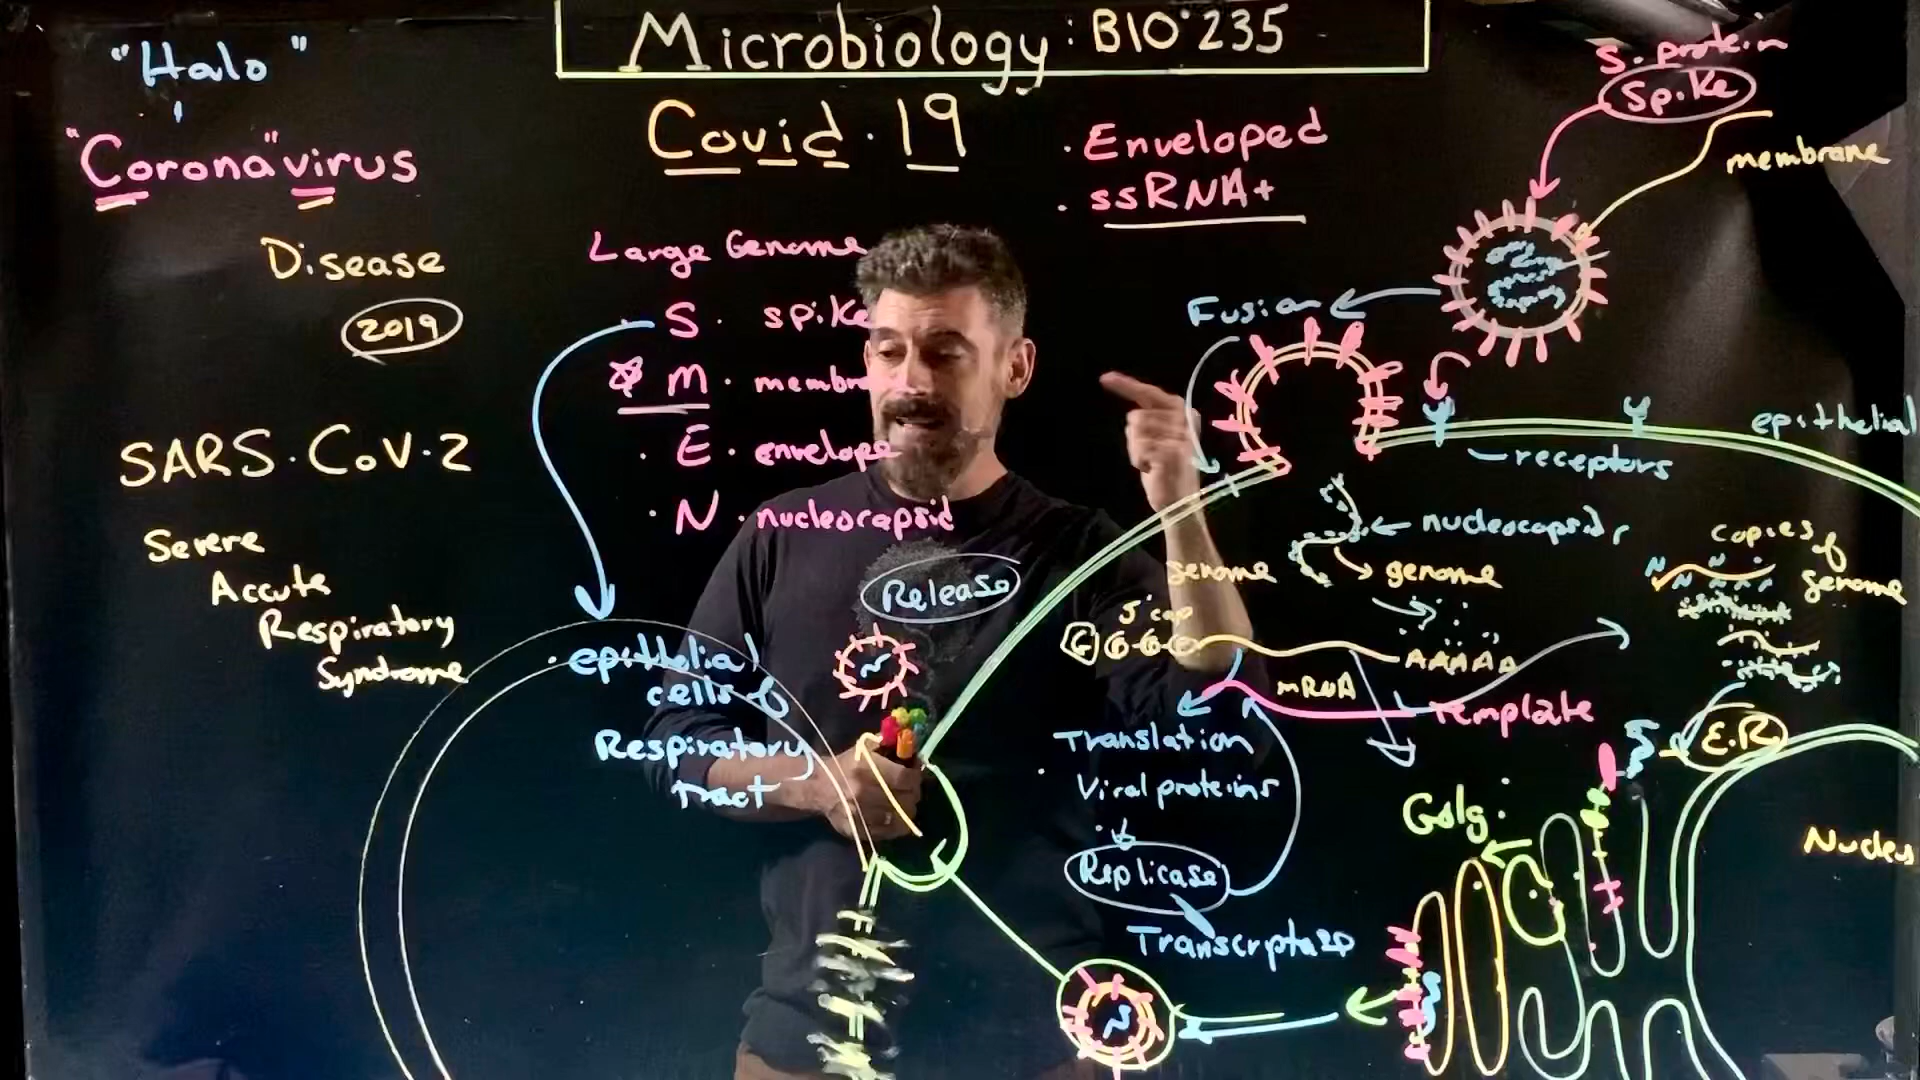 Microbiology: BIO 235
"Halo"
"Corona"virus
Disease
2019
SARS·CoV·2
Severe
Accute
Respiratory
Syndrome
Covid·19
· Enveloped
· ssRNA+
Large Genome
S · spike
M · membr
· E · envelope
· N · nucleocapsid
· epithelial
cells of
Respiratory
tract
Release
S. protein
Spike
membrane
Fusion
epithelial
receptors
nucleocapsid
genome
genome
5' cap
G G-G-G
AAAAA
mRNA
Template
copies of
genome
N N N
Translation
· Viral proteins
Replicase
E.R
Golgi
Nucleus
N
N